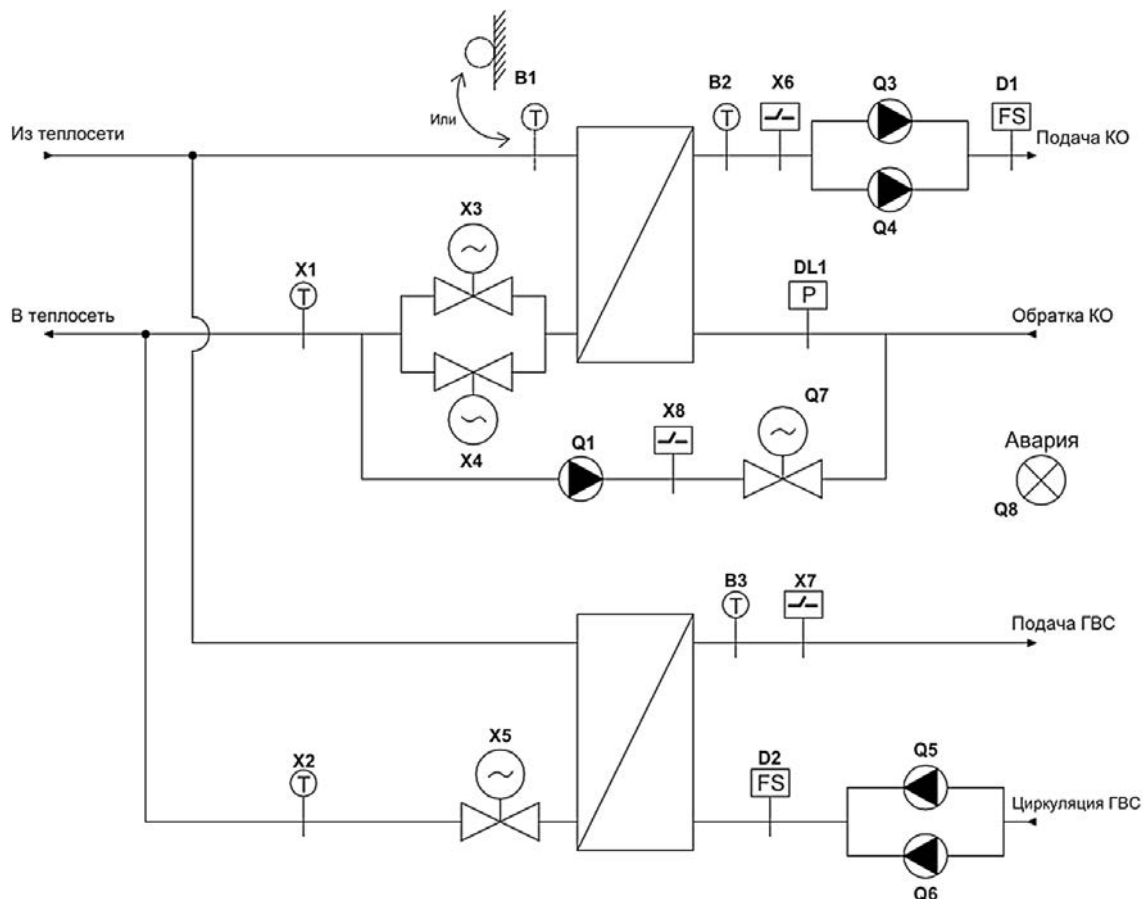 B1
B2
X6
Q3
D1
T
T
FS
Или
Из теплосети
Подача КО
Q4
X3
X1
DL1
T
P
В теплосеть
Обратка КО
X4
Q1
X8
Q7
Авария
Q8
B3
X7
T
Подача ГВС
X2
X5
D2
Q5
T
FS
Циркуляция ГВС
Q6